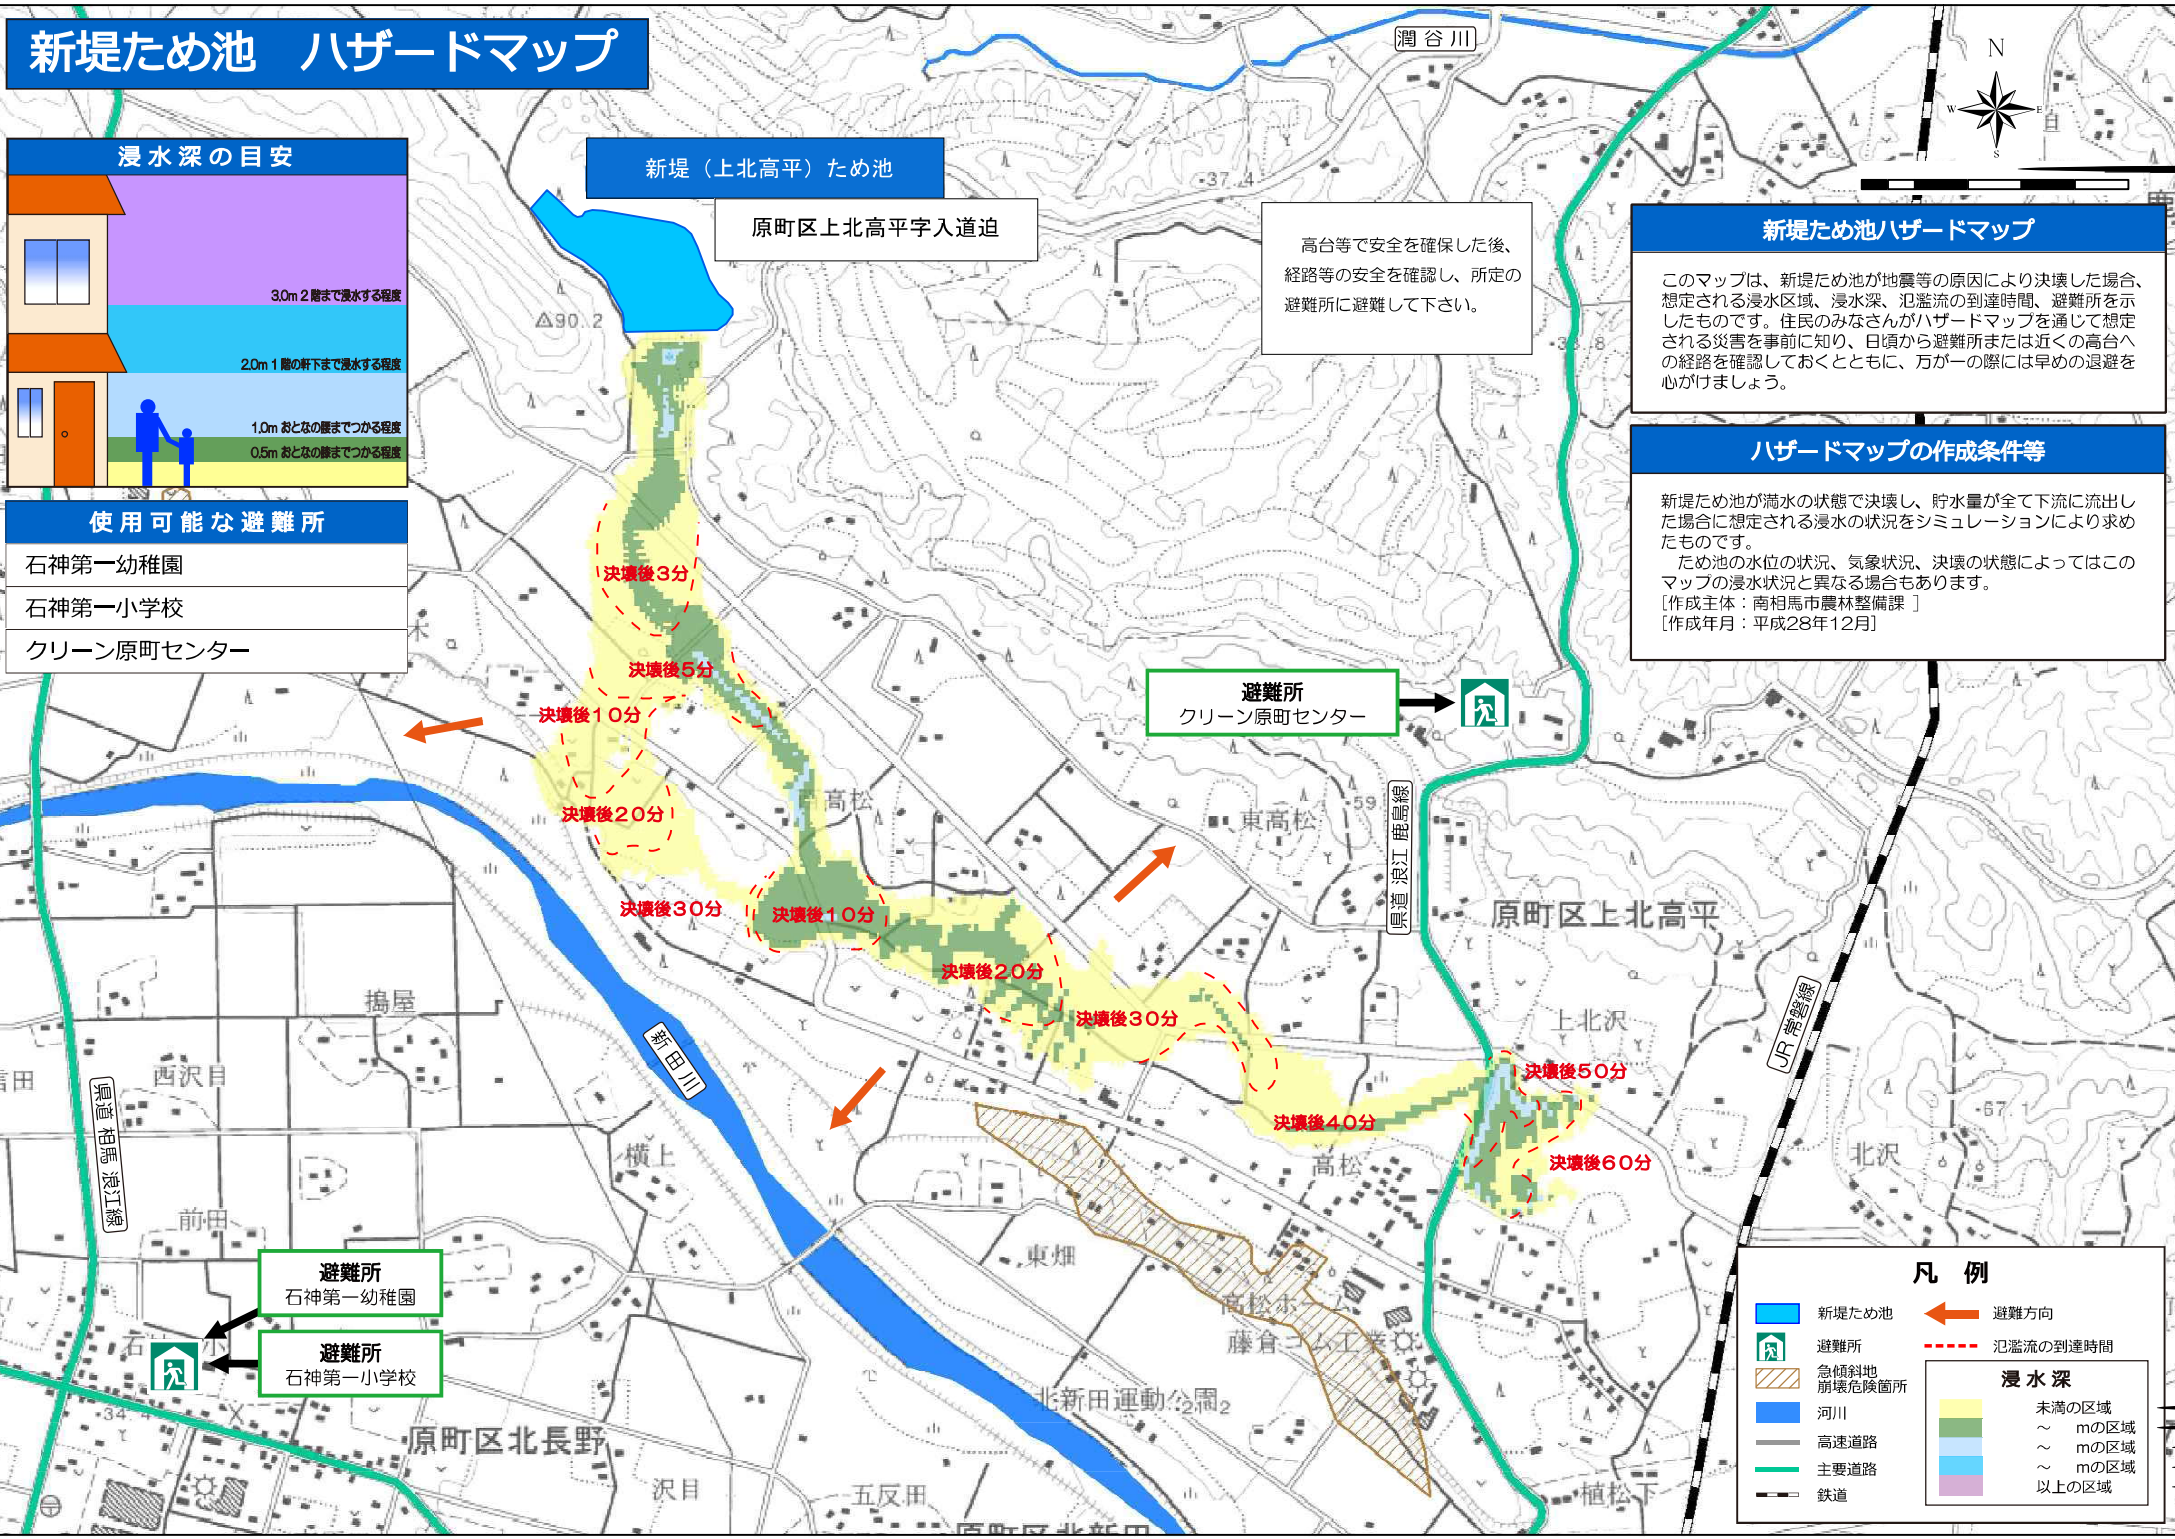 新堤ため池　ハザードマップ
潤谷川
N
W
E
S
浸水深の目安
3.0m 2階まで浸水する程度
2.0m 1階の軒下まで浸水する程度
1.0m おとなの腰までつかる程度
0.5m おとなの膝までつかる程度
使用可能な避難所
石神第一幼稚園
石神第一小学校
クリーン原町センター
新堤（上北高平）ため池
原町区上北高平字入道迫
高台等で安全を確保した後、
経路等の安全を確認し、所定の
避難所に避難して下さい。
新堤ため池ハザードマップ
このマップは、新堤ため池が地震等の原因により決壊した場合、
想定される浸水区域、浸水深、氾濫流の到達時間、避難所を示
したものです。住民のみなさんがハザードマップを通じて想定
される災害を事前に知り、日頃から避難所または近くの高台へ
の経路を確認しておくとともに、万が一の際には早めの退避を
心がけましょう。
ハザードマップの作成条件等
新堤ため池が満水の状態で決壊し、貯水量が全て下流に流出し
た場合に想定される浸水の状況をシミュレーションにより求め
たものです。
　ため池の水位の状況、気象状況、決壊の状態によってはこの
マップの浸水状況と異なる場合もあります。
[作成主体：南相馬市農林整備課 ]
[作成年月：平成28年12月]
37.4
90.2
決壊後3分
決壊後5分
決壊後10分
決壊後20分
決壊後30分
決壊後10分
決壊後20分
決壊後30分
決壊後40分
決壊後50分
決壊後60分
避難所
クリーン原町センター
高松
東高松
59
県道 浪江 鹿島線
原町区上北高平
上北沢
JR常磐線
67.1
北沢
搗屋
西沢目
県道 相馬 浪江線
新田川
横上
前田
高松
東畑
避難所
石神第一幼稚園
避難所
石神第一小学校
原町区北長野
沢目
五反田
北新田運動公園
植松下
原町区北新田
凡　例
新堤ため池
避難方向
避難所
氾濫流の到達時間
急傾斜地
崩壊危険箇所
河川
高速道路
主要道路
鉄道
浸水深
未満の区域
～　mの区域
～　mの区域
～　mの区域
以上の区域